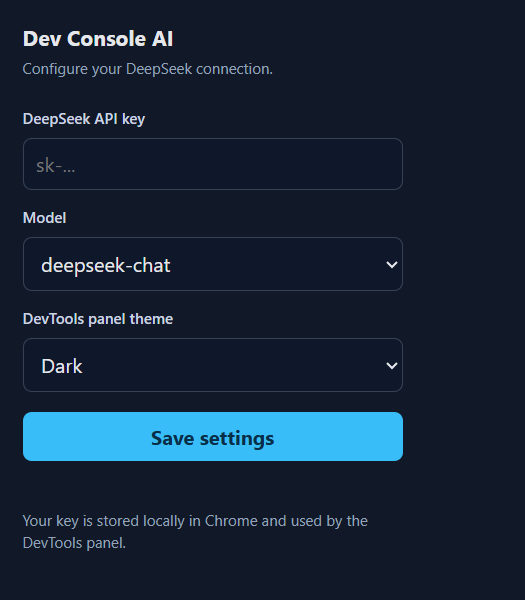 Dev Console AI
Configure your DeepSeek connection.
DeepSeek API key
sk-...
Model
deepseek-chat
DevTools panel theme
Dark
Save settings
Your key is stored locally in Chrome and used by the
DevTools panel.